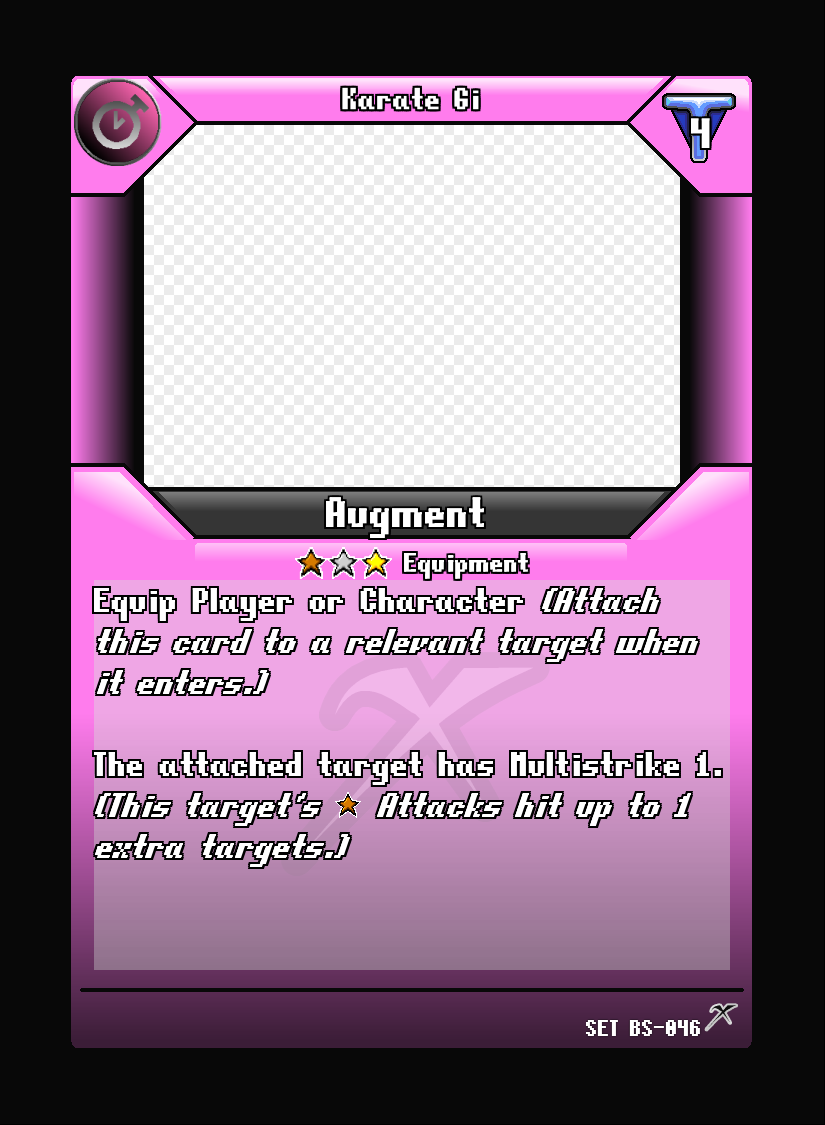 Karate Gi
4
Augment
Equipment
Equip Player or Character (Attach
this card to a relevant target when
it enters.)
The attached target has Multistrike 1.
(This target's Attacks hit up to 1
extra targets.)
SET BS-046